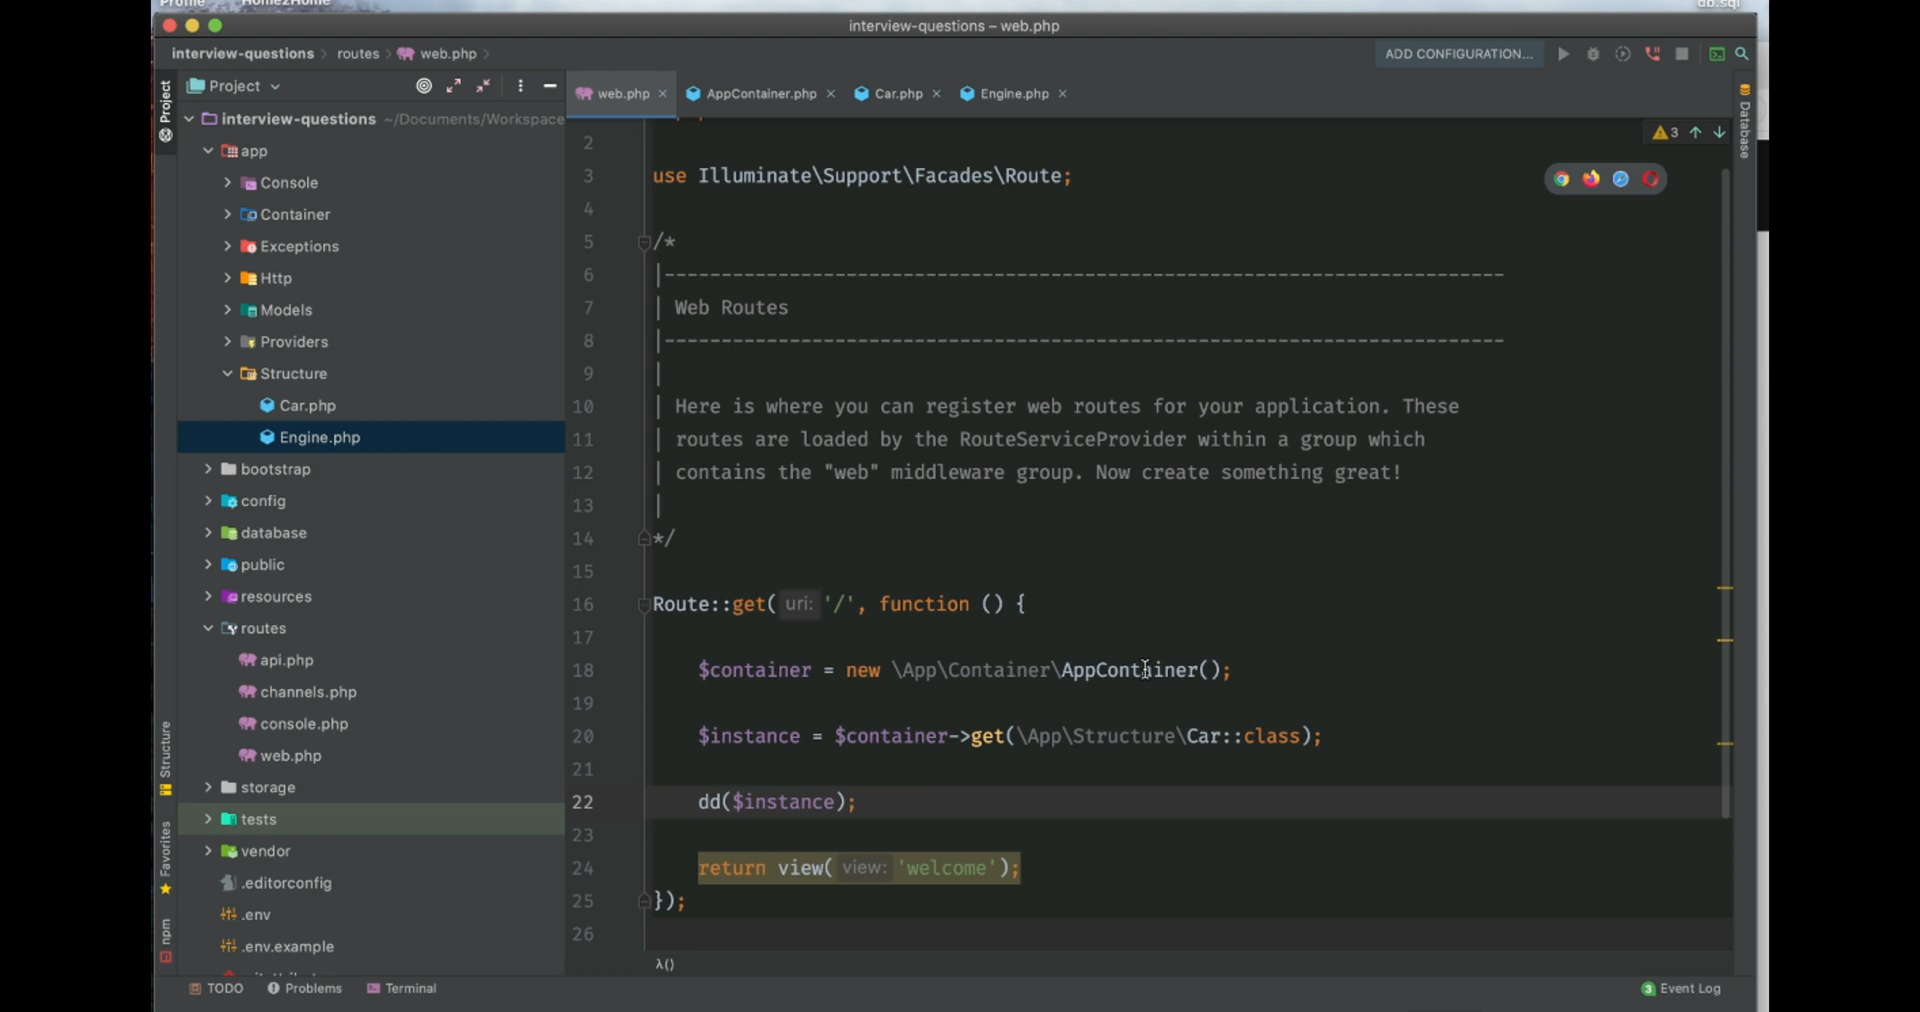 Profile Home2Home
db.sql
interview-questions – web.php
interview-questions routes web.php
ADD CONFIGURATION...
Project
Project
web.php AppContainer.php Car.php Engine.php
Database
interview-questions ~/Documents/Workspace
app
Console
Container
Exceptions
Http
Models
Providers
Structure
Car.php
Engine.php
bootstrap
config
database
public
resources
routes
api.php
channels.php
console.php
web.php
storage
tests
vendor
.editorconfig
.env
.env.example
Structure
Favorites
npm
3
2
3 use Illuminate\Support\Facades\Route;
4
5 /*
6 |--------------------------------------------------------------------------
7 | Web Routes
8 |--------------------------------------------------------------------------
9 |
10 | Here is where you can register web routes for your application. These
11 | routes are loaded by the RouteServiceProvider within a group which
12 | contains the "web" middleware group. Now create something great!
13 |
14 */
15
16 Route::get( uri: '/', function () {
17
18 $container = new \App\Container\AppContainer();
19
20 $instance = $container->get(\App\Structure\Car::class);
21
22 dd($instance);
23
24 return view( view: 'welcome');
25 });
26
λ()
TODO Problems Terminal
3 Event Log